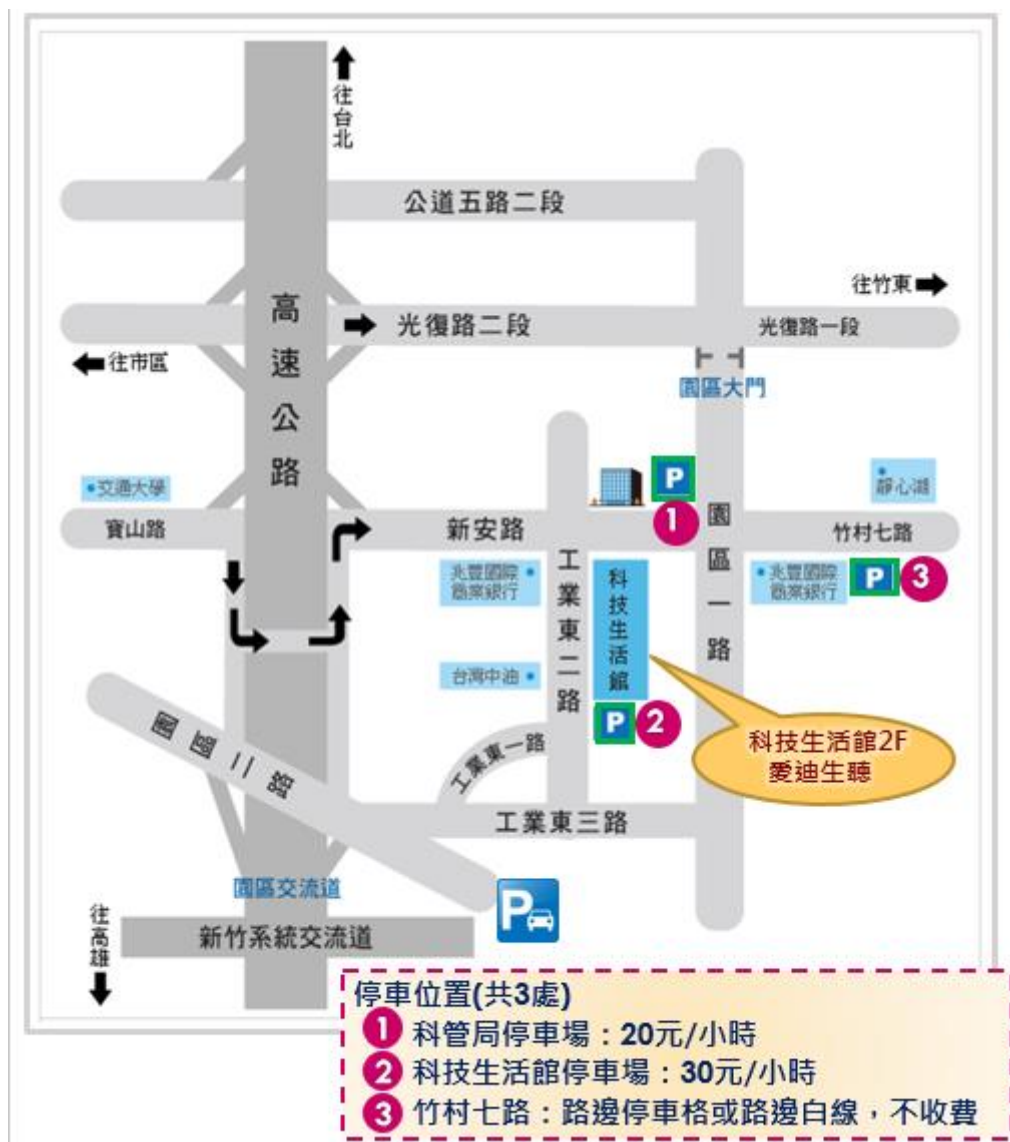 往台北
公道五路二段
往竹東
高速公路
光復路二段
光復路一段
往市區
園區大門
交通大學
靜心湖
P
1
寶山路
新安路
園區一路
竹村七路
兆豐國際
商業銀行
工業東二路
科技生活館
兆豐國際
商業銀行
P
3
台灣中油
P
2
園區二路
工業東一路
科技生活館2F
愛迪生聽
工業東三路
園區交流道
P
往高雄
新竹系統交流道
停車位置(共3處)
1 科管局停車場：20元/小時
2 科技生活館停車場：30元/小時
3 竹村七路：路邊停車格或路邊白線，不收費